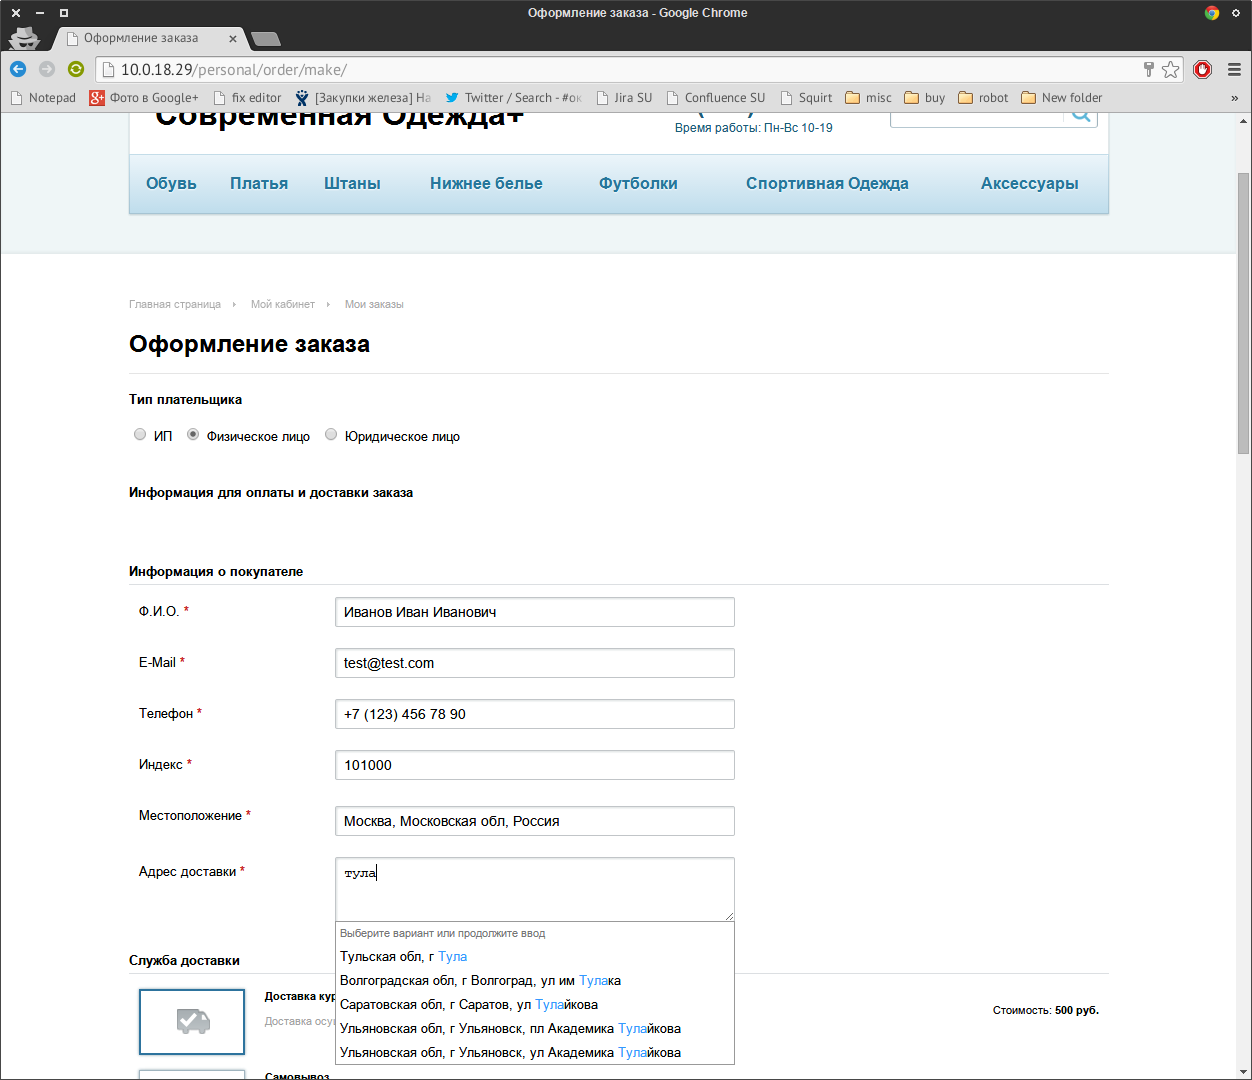 Оформление заказа - Google Chrome
Оформление заказа
10.0.18.29/personal/order/make/
Notepad Фото в Google+ fix editor [Закупки железа] На Twitter / Search - #ок Jira SU Confluence SU Squirt misc buy robot New folder »
Современная Одежда+
Время работы: Пн-Вс 10-19
Обувь Платья Штаны Нижнее белье Футболки Спортивная Одежда Аксессуары
Главная страница Мой кабинет Мои заказы
Оформление заказа
Тип плательщика
ИП Физическое лицо Юридическое лицо
Информация для оплаты и доставки заказа
Информация о покупателе
Ф.И.О. * Иванов Иван Иванович
E-Mail * test@test.com
Телефон * +7 (123) 456 78 90
Индекс * 101000
Местоположение * Москва, Московская обл, Россия
Адрес доставки * тула
Выберите вариант или продолжите ввод
Тульская обл, г Тула
Волгоградская обл, г Волгоград, ул им Тулака
Саратовская обл, г Саратов, ул Тулайкова
Ульяновская обл, г Ульяновск, пл Академика Тулайкова
Ульяновская обл, г Ульяновск, ул Академика Тулайкова
Служба доставки
Доставка кур
Доставка осу
Стоимость: 500 руб.
Самовывоз